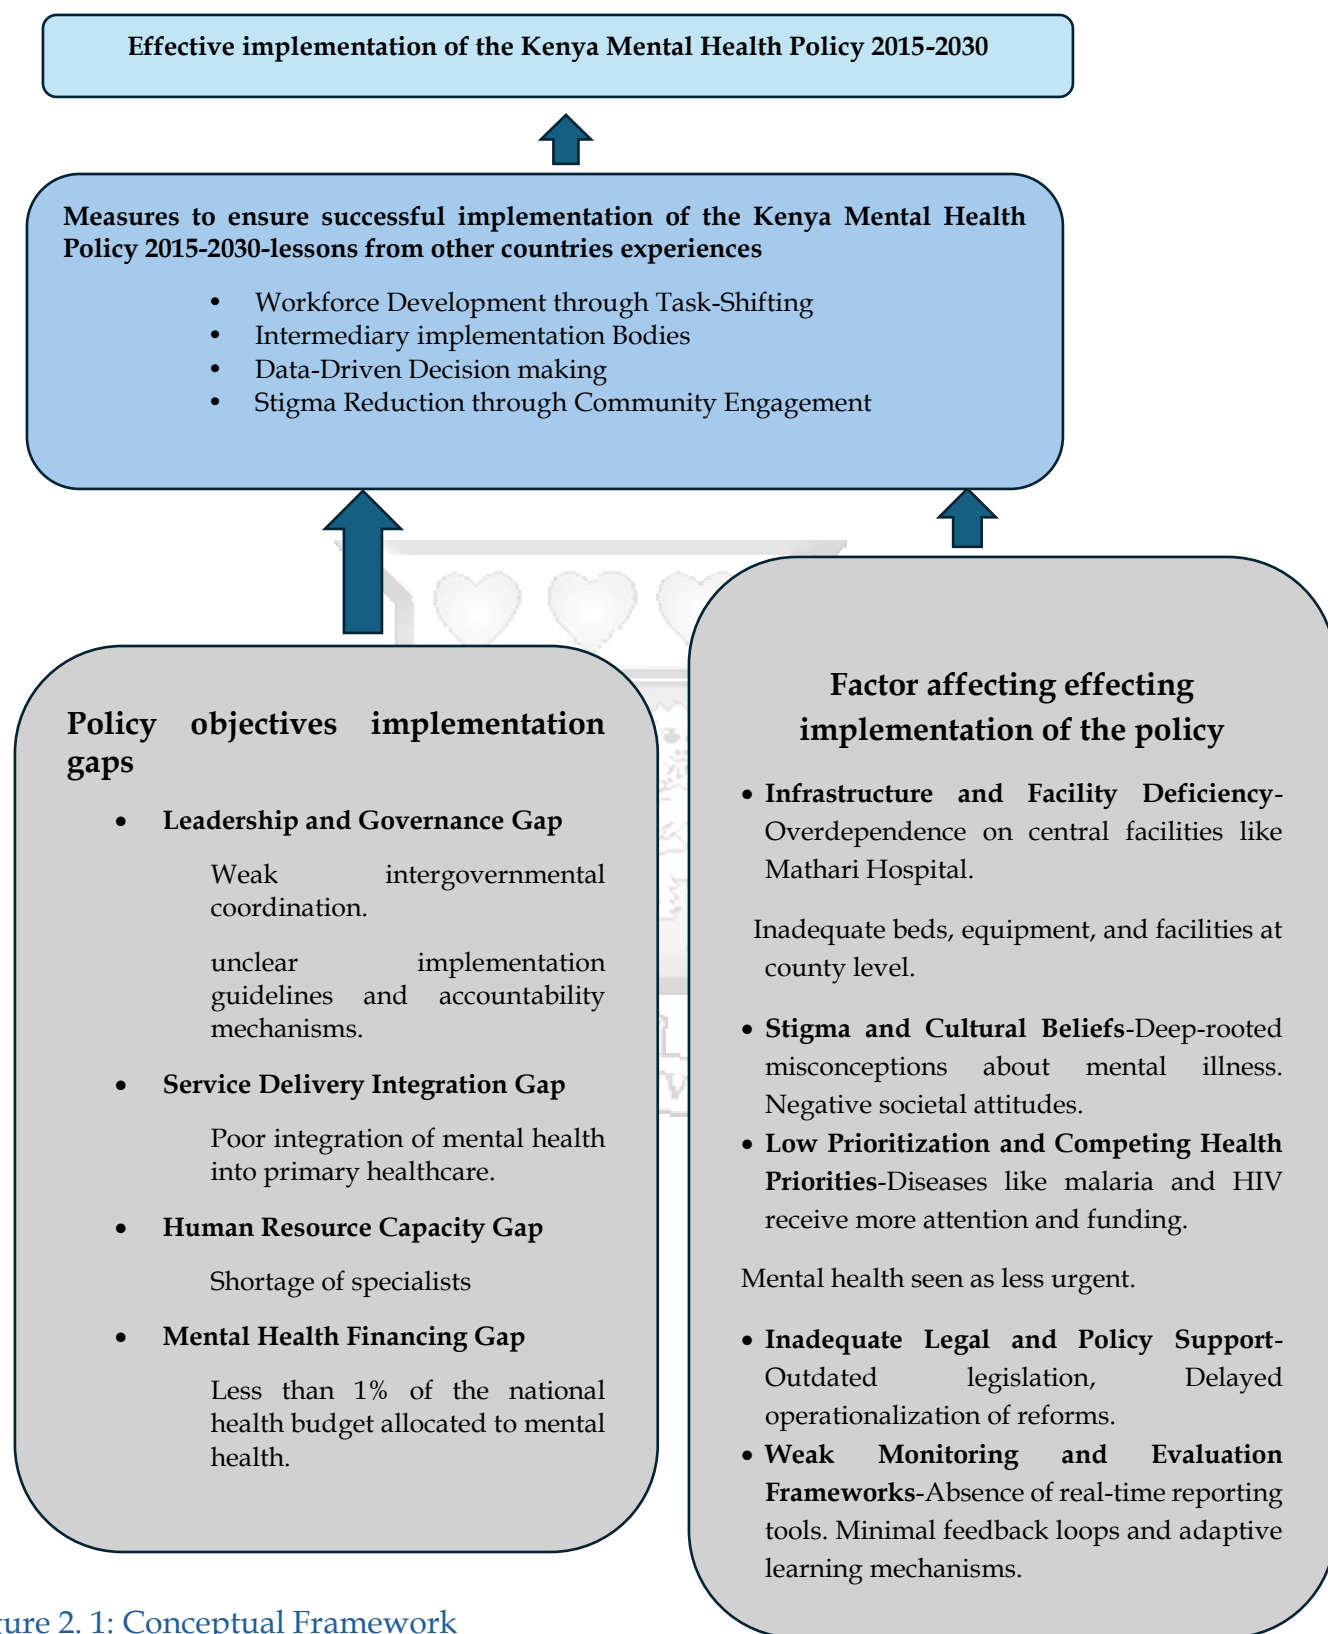 Effective implementation of the Kenya Mental Health Policy 2015-2030
Measures to ensure successful implementation of the Kenya Mental Health
Policy 2015-2030-lessons from other countries experiences
• Workforce Development through Task-Shifting
• Intermediary implementation Bodies
• Data-Driven Decision making
• Stigma Reduction through Community Engagement
Policy objectives implementation
gaps
• Leadership and Governance Gap
Weak intergovernmental
coordination.
unclear implementation
guidelines and accountability
mechanisms.
• Service Delivery Integration Gap
Poor integration of mental health
into primary healthcare.
• Human Resource Capacity Gap
Shortage of specialists
• Mental Health Financing Gap
Less than 1% of the national
health budget allocated to mental
health.
Factor affecting effecting
implementation of the policy
• Infrastructure and Facility Deficiency-
Overdependence on central facilities like
Mathari Hospital.
Inadequate beds, equipment, and facilities at
county level.
• Stigma and Cultural Beliefs-Deep-rooted
misconceptions about mental illness.
Negative societal attitudes.
• Low Prioritization and Competing Health
Priorities-Diseases like malaria and HIV
receive more attention and funding.
Mental health seen as less urgent.
• Inadequate Legal and Policy Support-
Outdated legislation, Delayed
operationalization of reforms.
• Weak Monitoring and Evaluation
Frameworks-Absence of real-time reporting
tools. Minimal feedback loops and adaptive
learning mechanisms.
gure 2. 1: Conceptual Framework